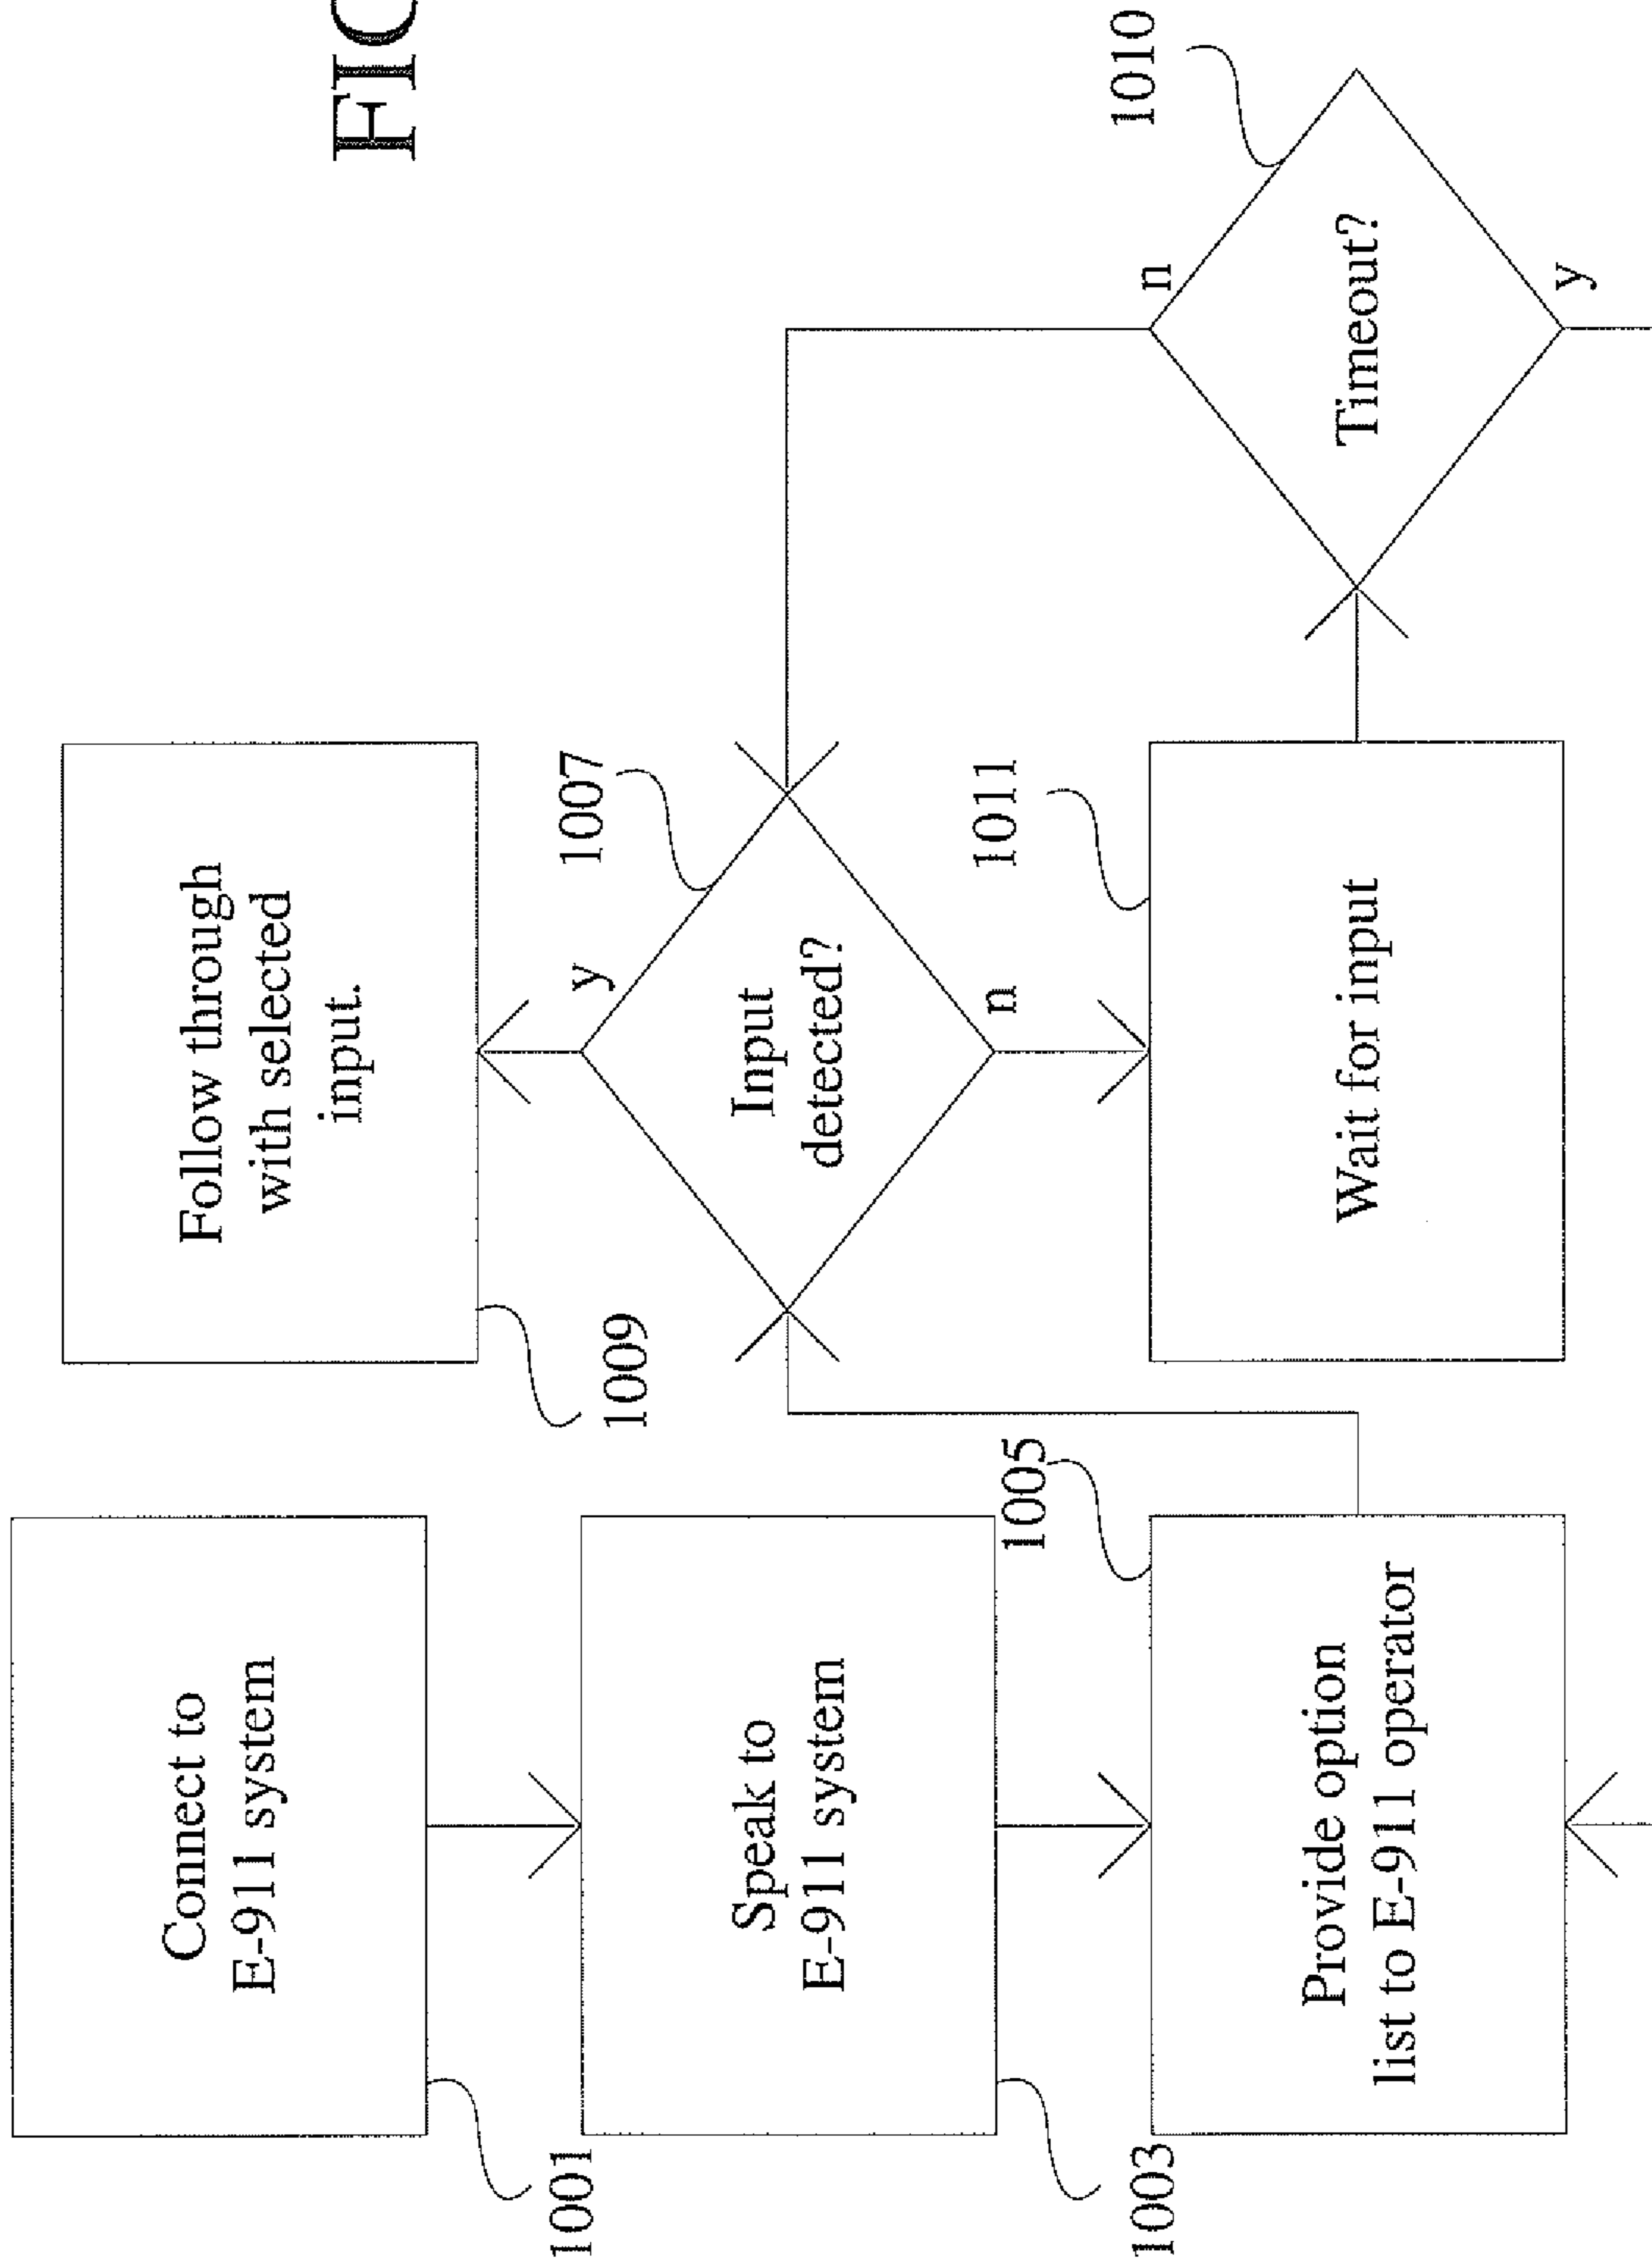 FIG
Connect to
E-911 system
1001
Speak to
E-911 system
1003
Provide option
list to E-911 operator
1005
Follow through
with selected
input.
1009
Input
detected?
1007
y
n
Wait for input
1011
Timeout?
1010
n
y